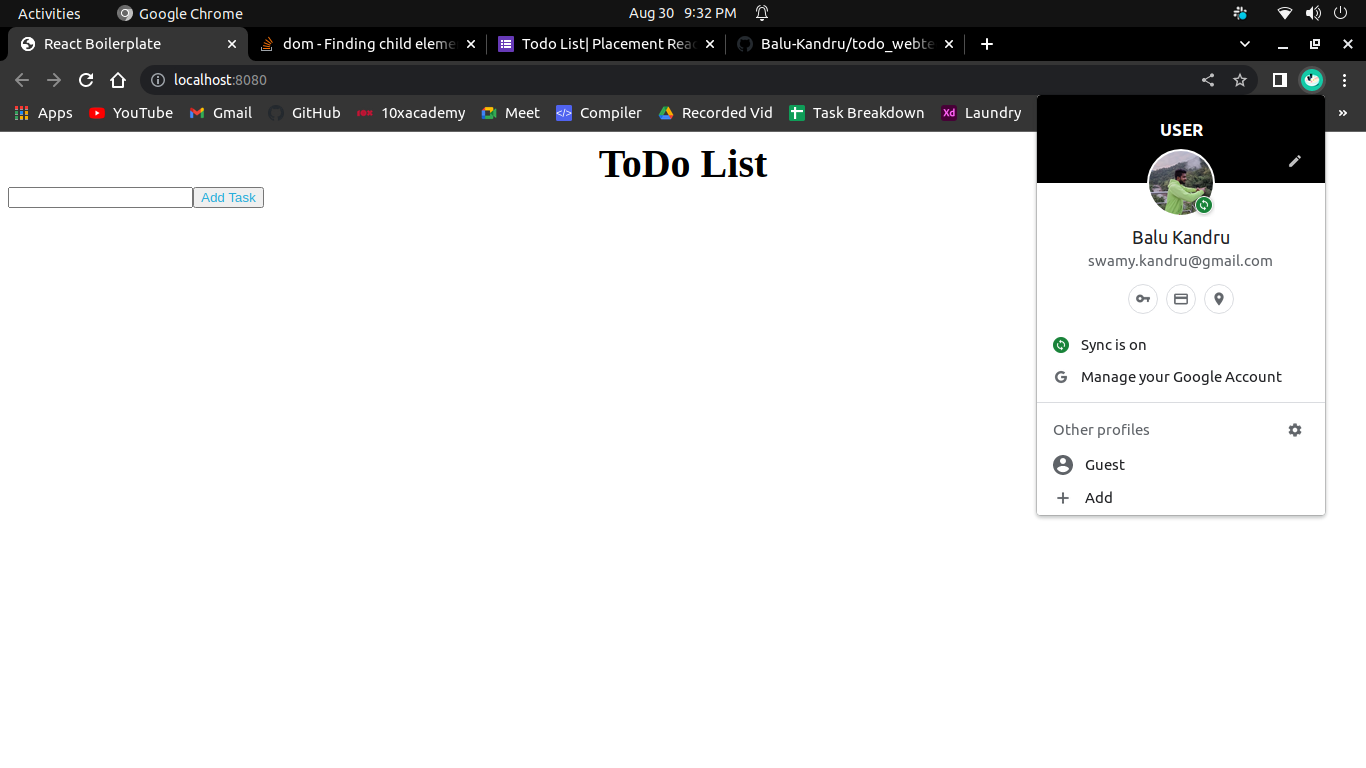 Activities Google Chrome Aug 30 9:32 PM
React Boilerplate dom - Finding child eleme Todo List| Placement Rea Balu-Kandru/todo_webte
localhost:8080
Apps YouTube Gmail GitHub 10xacademy Meet </> Compiler Recorded Vid Task Breakdown Xd Laundry »
USER
ToDo List
Add Task
Balu Kandru
swamy.kandru@gmail.com
Sync is on
G Manage your Google Account
Other profiles
Guest
Add